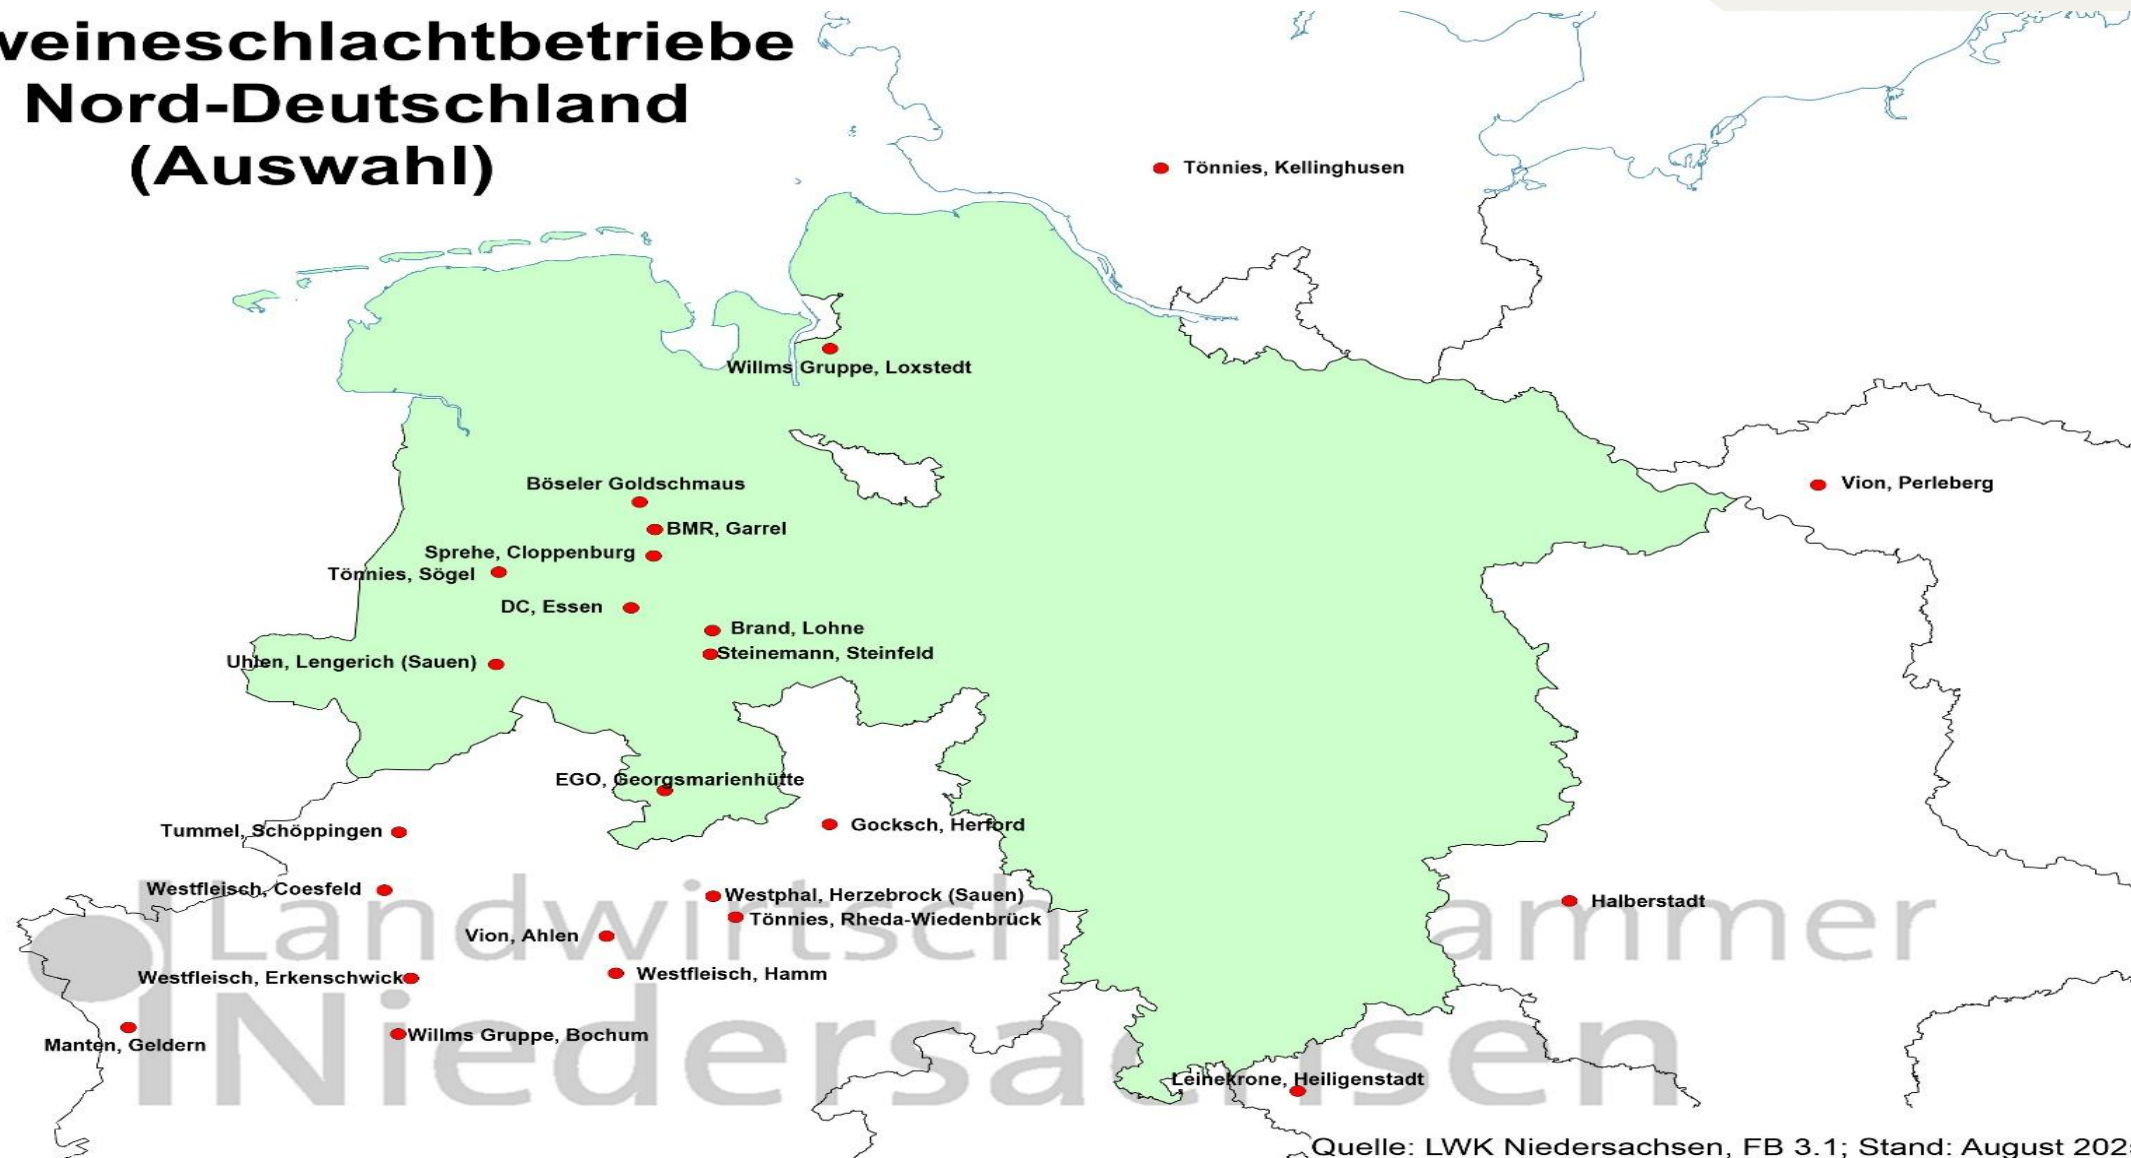 weineschlachtbetriebe
Nord-Deutschland
(Auswahl)
Tönnies, Kellinghusen
Willms Gruppe, Loxstedt
Böseler Goldschmaus
Vion, Perleberg
BMR, Garrel
Sprehe, Cloppenburg
Tönnies, Sögel
DC, Essen
Brand, Lohne
Steinemann, Steinfeld
Uhlen, Lengerich (Sauen)
EGO, Georgsmarienhütte
Tummel, Schöppingen
Gocksch, Herford
Westfleisch, Coesfeld
Westphal, Herzebrock (Sauen)
Halberstadt
Tönnies, Rheda-Wiedenbrück
Vion, Ahlen
Westfleisch, Erkenschwick
Westfleisch, Hamm
Willms Gruppe, Bochum
Manten, Geldern
Leinekrone, Heiligenstadt
Landwirtsch ammer
Niedersachsen
Quelle: LWK Niedersachsen, FB 3.1; Stand: August 202